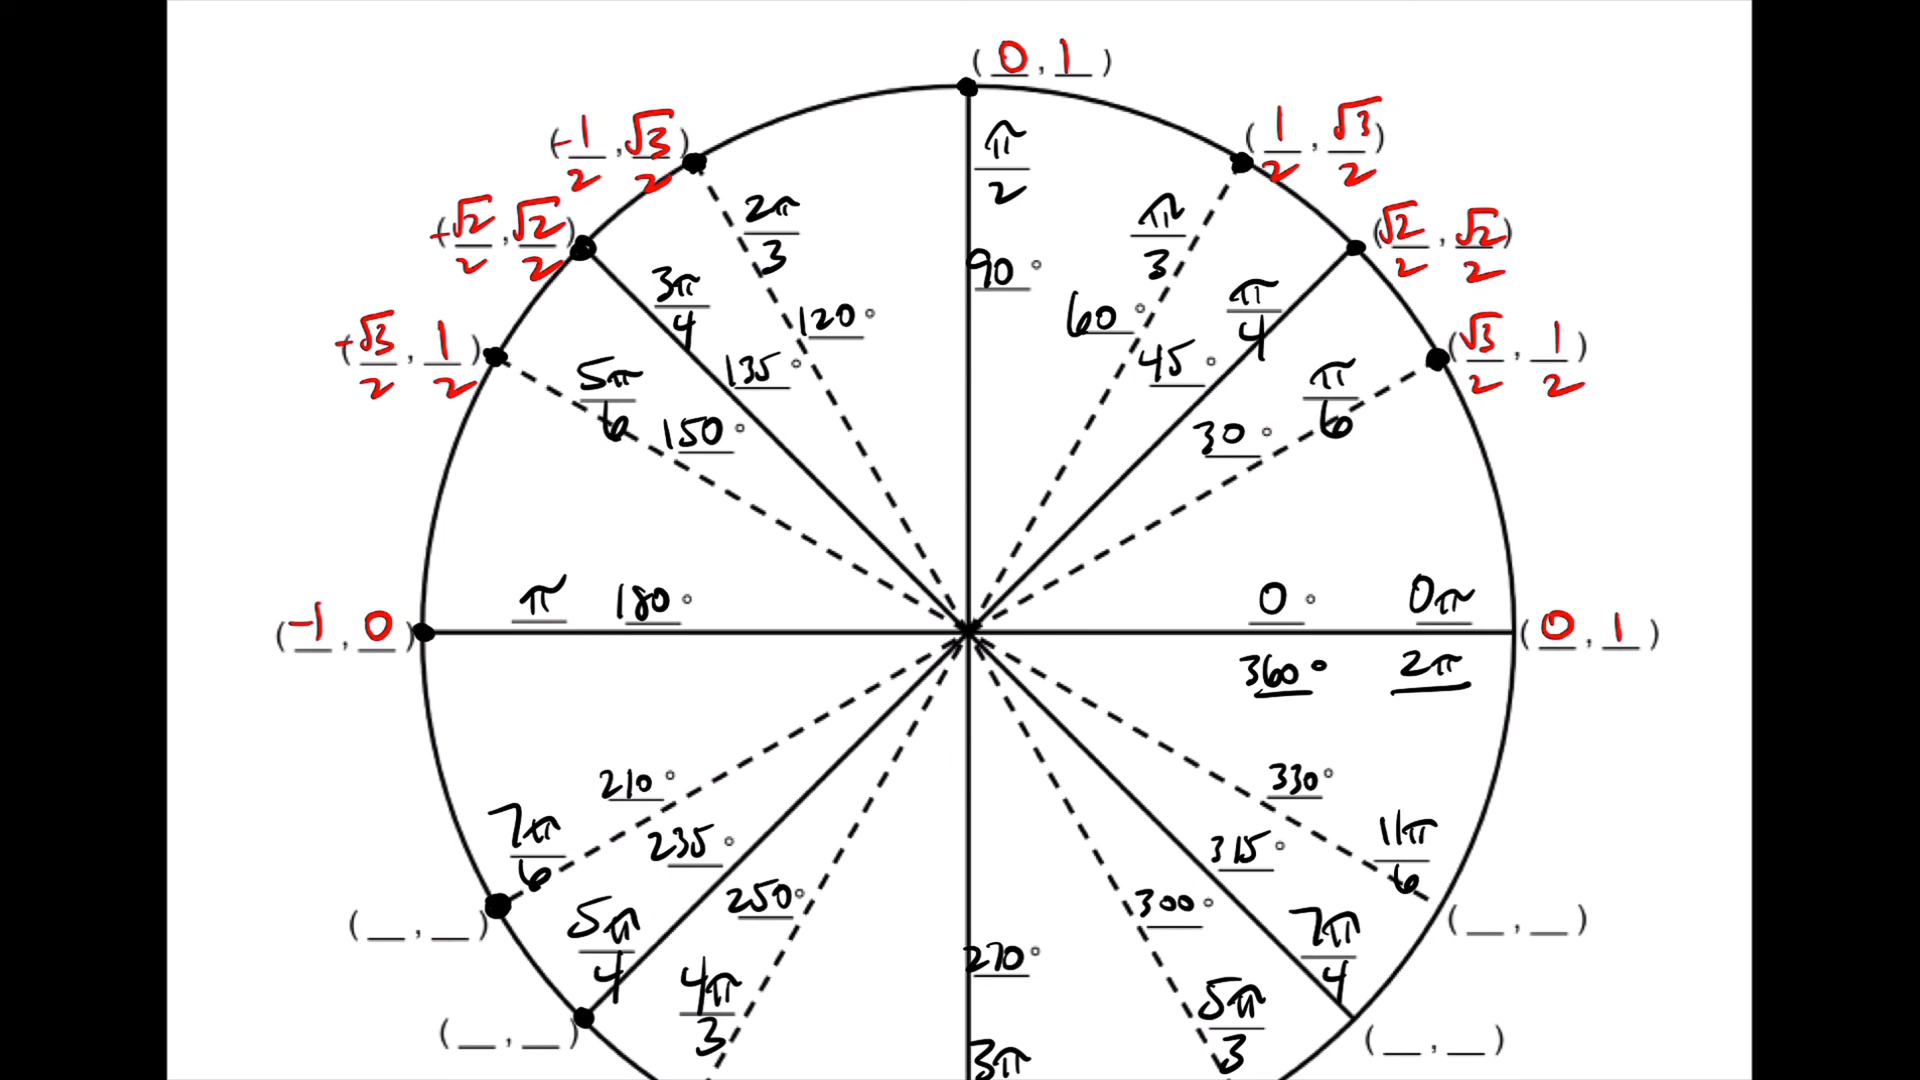 (0, 1)
(-1/2, √3/2)
(1/2, √3/2)
π/2
(-√2/2, √2/2)
2π/3
π/3
(√2/2, √2/2)
90°
3π/4
120°
60°
π/4
(-√3/2, 1/2)
135°
45°
(√3/2, 1/2)
5π/6
150°
30°
π/6
(-1, 0)
π
180°
0°
0π
(0, 1)
360°
2π
210°
330°
7π/6
235°
315°
11π/6
(__, __)
250°
300°
(__, __)
5π/4
7π/4
270°
4π/3
5π/3
(__, __)
(__, __)
3π